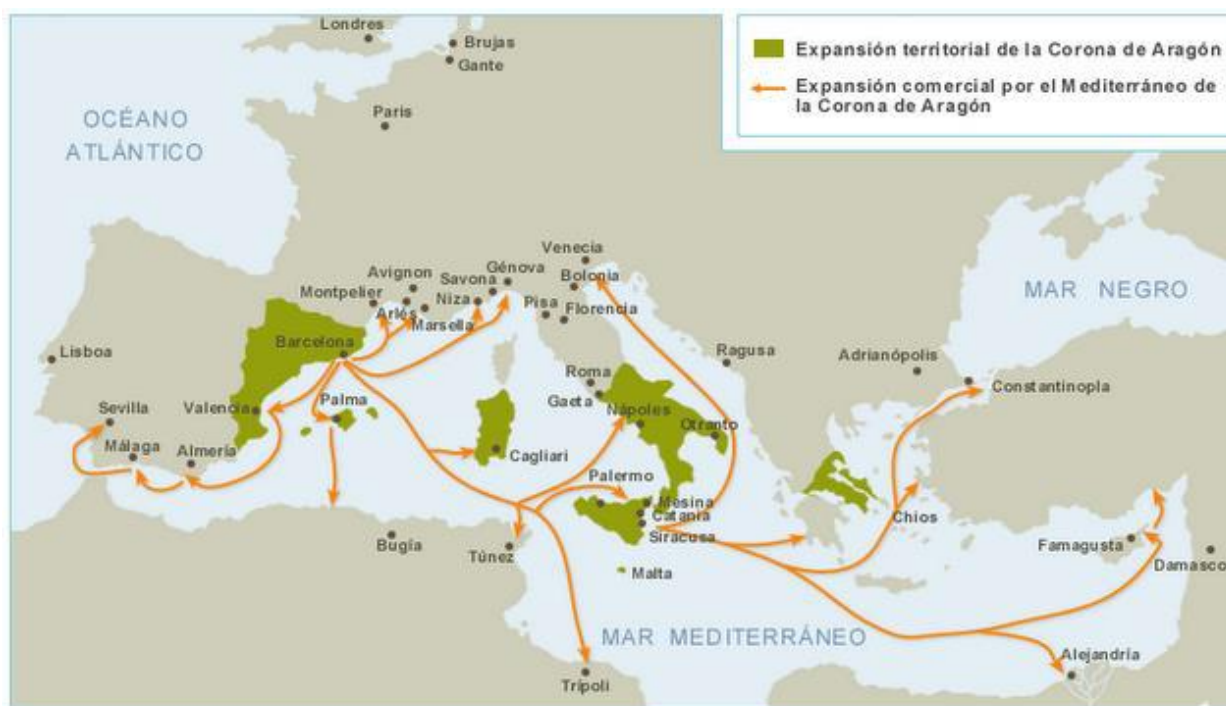 Londres
Brujas
Gante
Paris
OCÉANO
ATLÁNTICO
Expansión territorial de la Corona de Aragón
Expansión comercial por el Mediterráneo de
la Corona de Aragón
Venecia
Bolonia
Génova
Savona
Avignon
Montpelier
Niza
Arlés
Marsella
Pisa
Florencia
MAR NEGRO
Lisboa
Barcelona
Ragusa
Adrianópolis
Constantinopla
Roma
Gaeta
Nápoles
Otranto
Sevilla
Valencia
Palma
Málaga
Almería
Cagliari
Palermo
Mesina
Catania
Siracusa
Chios
Bugía
Túnez
Malta
Famagusta
Damasco
MAR MEDITERRÁNEO
Alejandría
Trípoli